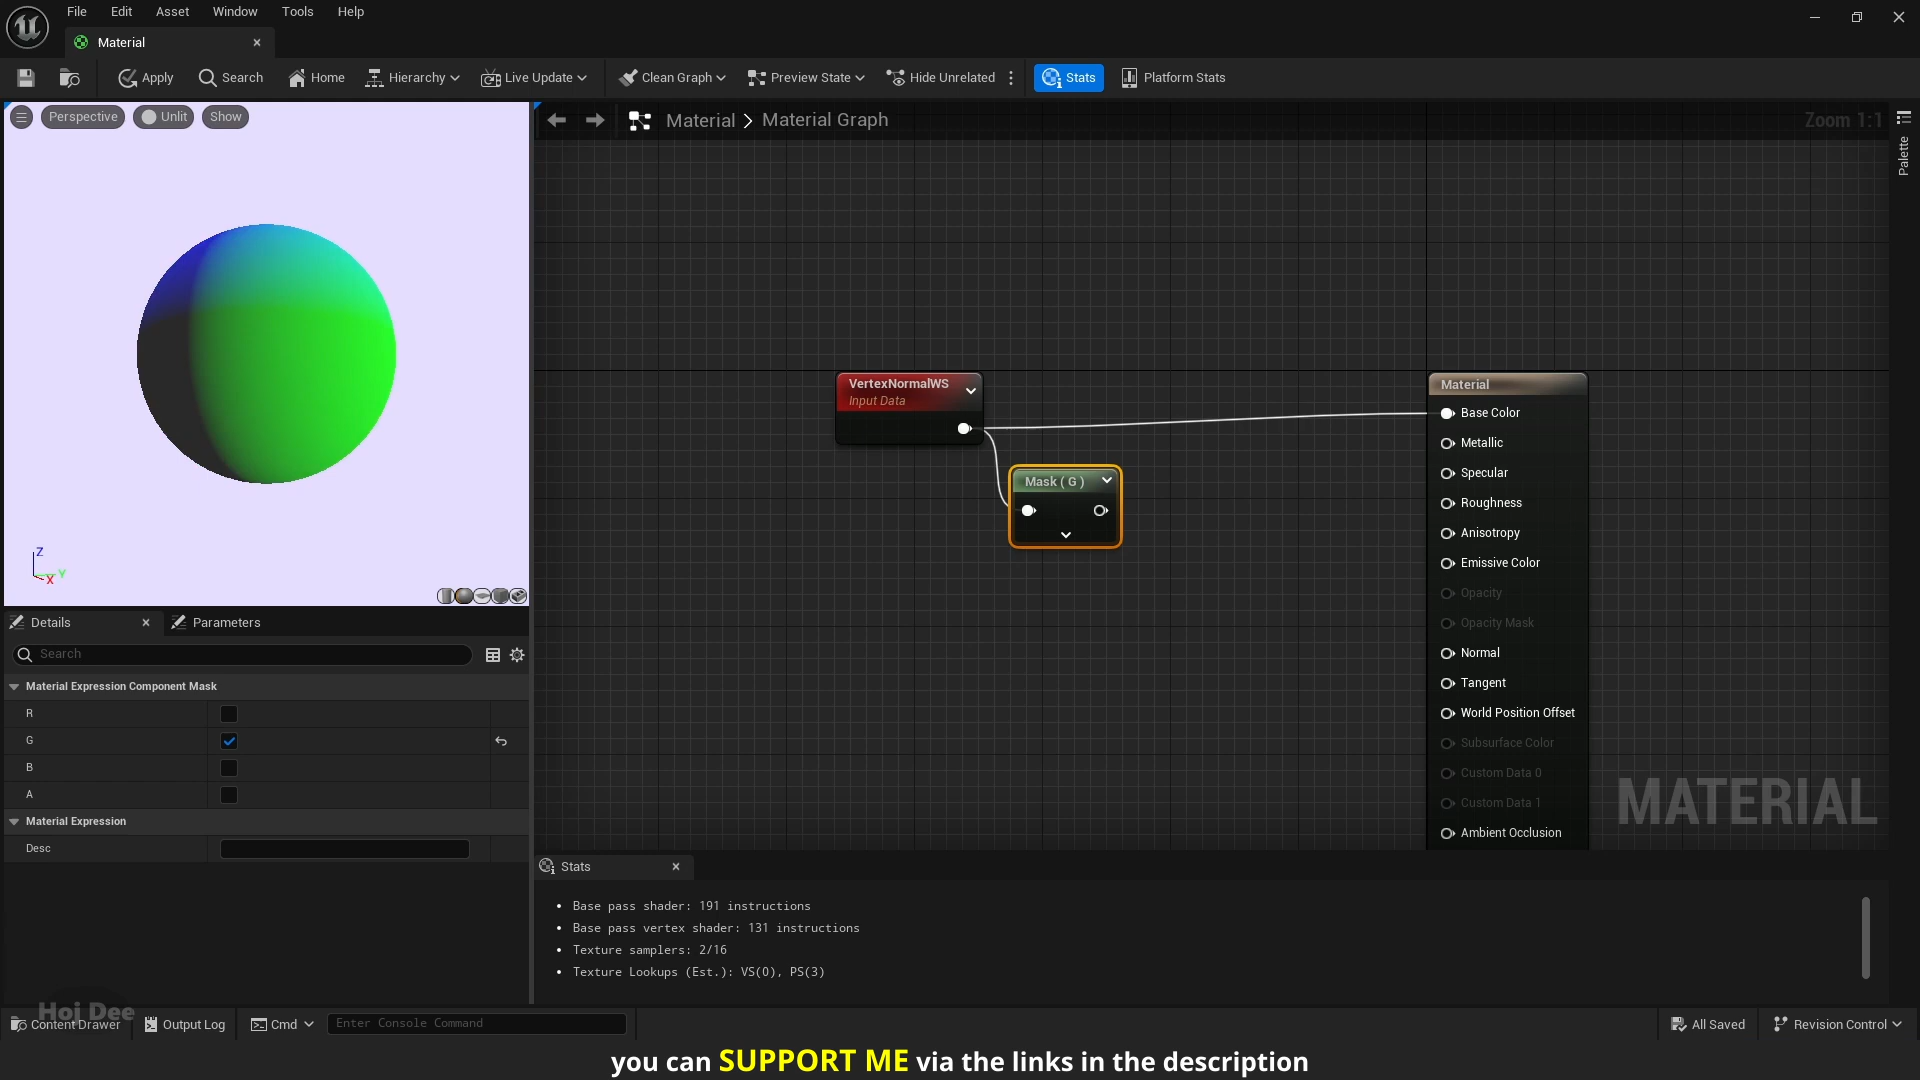 File Edit Asset Window Tools Help
Material
Apply Search Home Hierarchy Live Update Clean Graph Preview State Hide Unrelated Stats Platform Stats
Perspective Unlit Show
Material > Material Graph
Zoom 1:1
Palette
VertexNormalWS
Input Data
Mask ( G )
Material
Base Color
Metallic
Specular
Roughness
Anisotropy
Emissive Color
Opacity
Opacity Mask
Normal
Tangent
World Position Offset
Subsurface Color
Custom Data 0
Custom Data 1
Ambient Occlusion
MATERIAL
Z
X
Y
Details Parameters
Search
Material Expression Component Mask
R
G
B
A
Material Expression
Desc
Stats
• Base pass shader: 191 instructions
• Base pass vertex shader: 131 instructions
• Texture samplers: 2/16
• Texture Lookups (Est.): VS(0), PS(3)
Hoj Dee
Content Drawer Output Log Cmd Enter Console Command All Saved Revision Control
you can SUPPORT ME via the links in the description